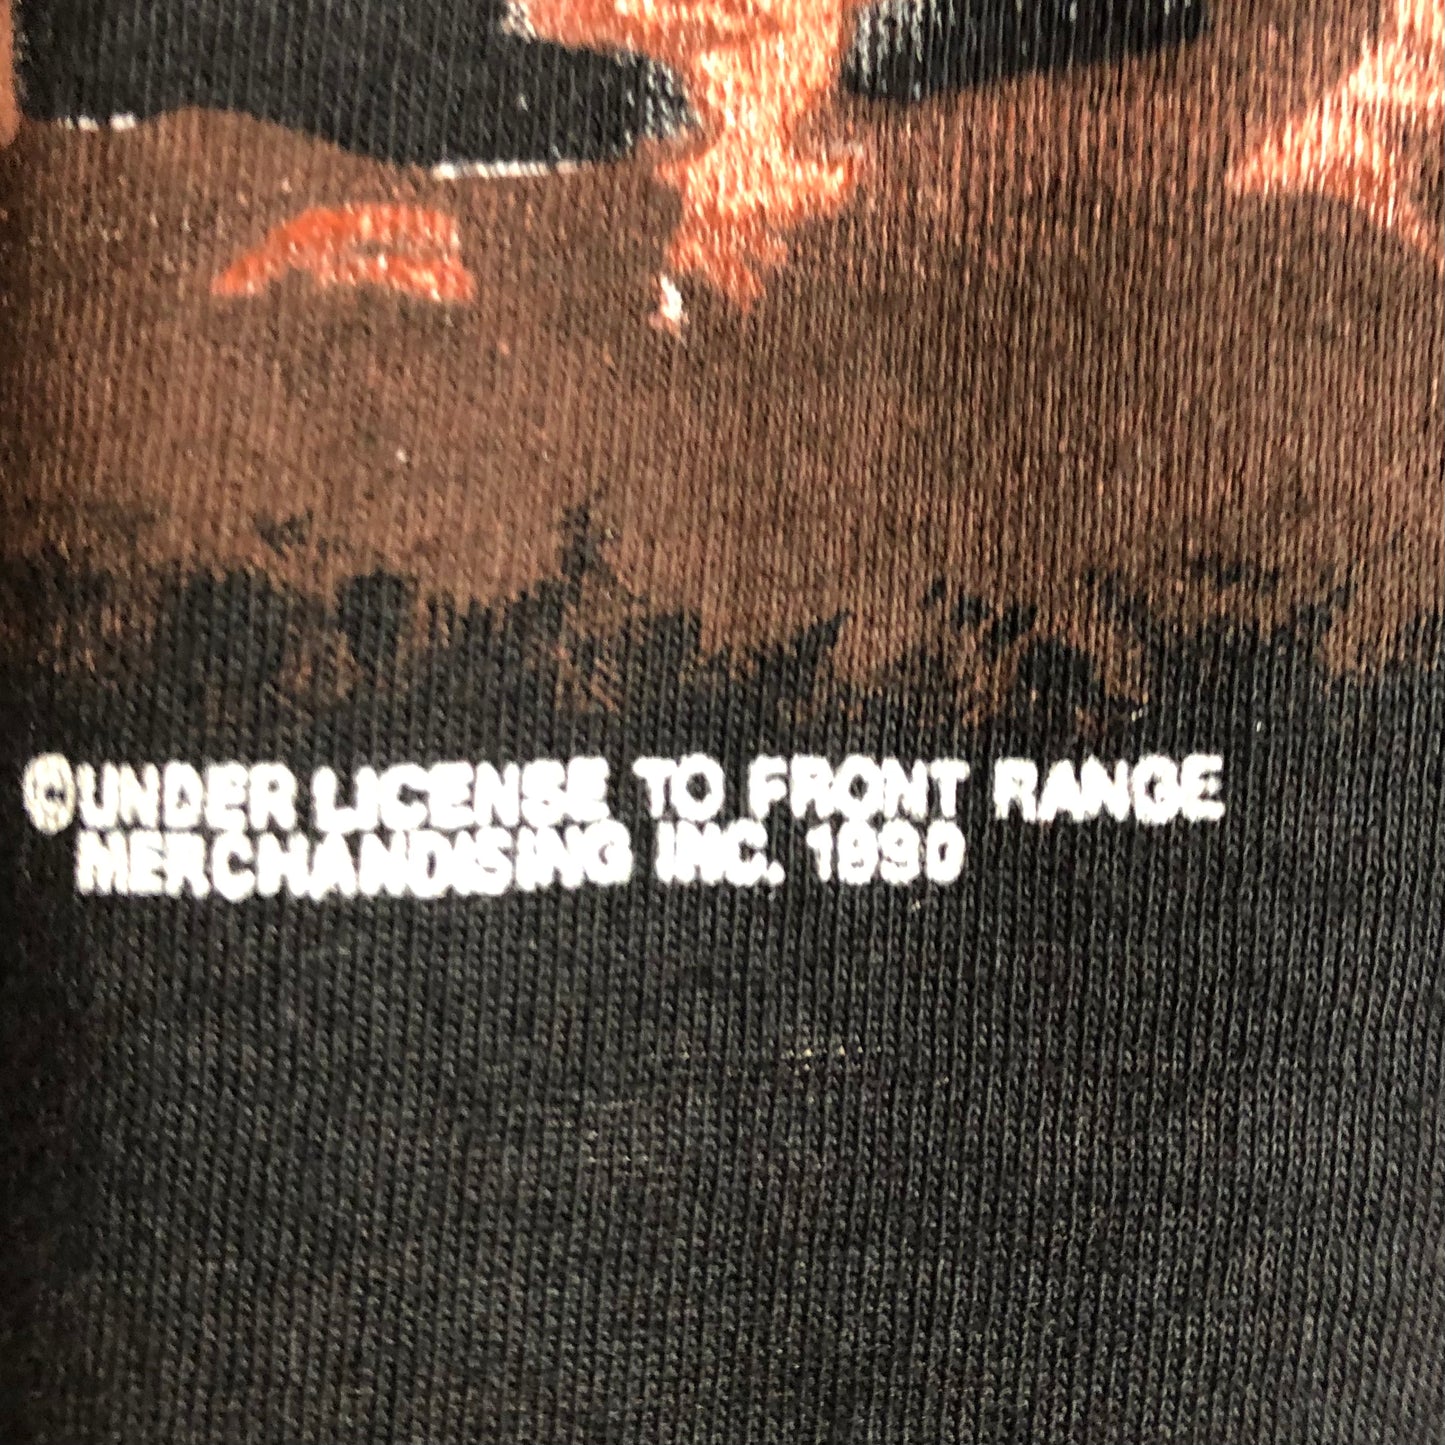 ©UNDER LICENSE TO FRONT RANGE
MERCHANDISING INC. 1990